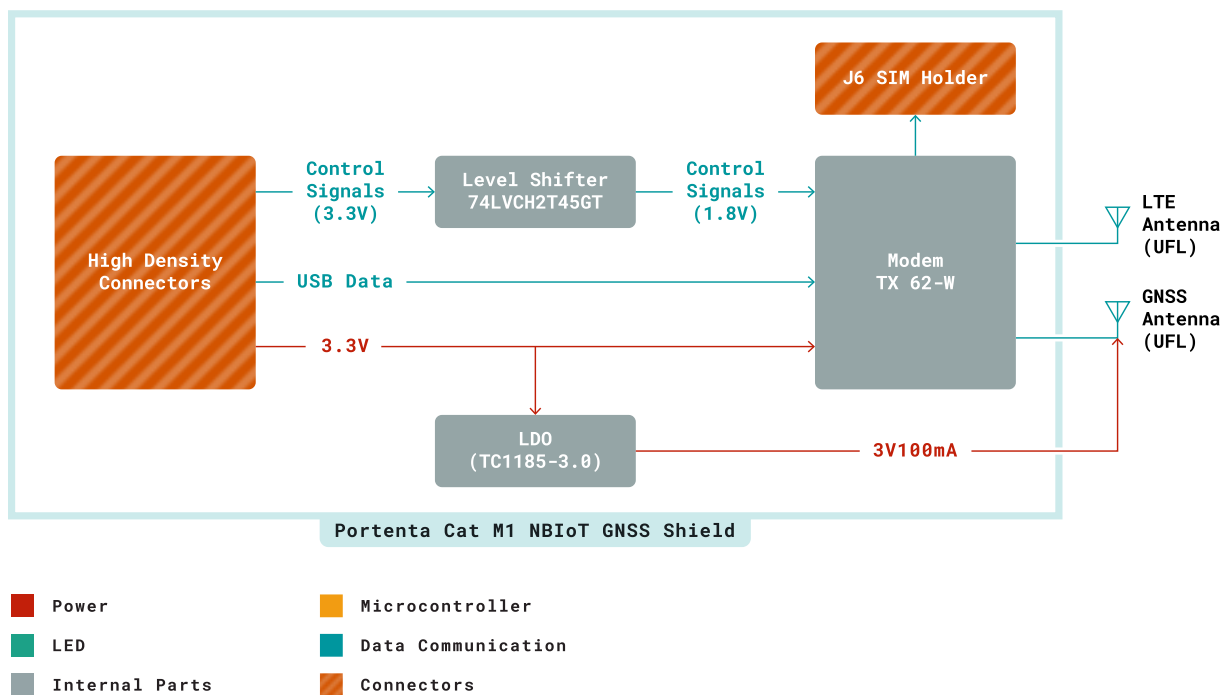 J6 SIM Holder
Control
Signals
(3.3V)
Level Shifter
74LVCH2T45GT
Control
Signals
(1.8V)
LTE
Antenna
(UFL)
High Density
Connectors
USB Data
Modem
TX 62-W
GNSS
Antenna
(UFL)
3.3V
LDO
(TC1185-3.0)
3V100mA
Portenta Cat M1 NBIoT GNSS Shield
Power
Microcontroller
LED
Data Communication
Internal Parts
Connectors